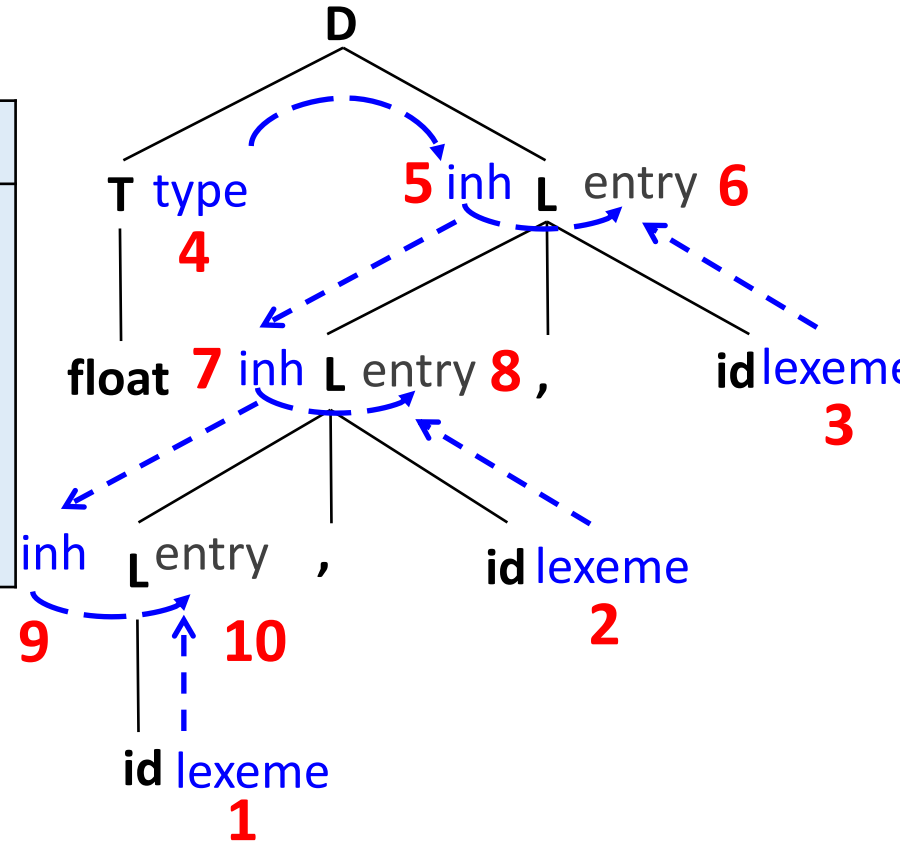 D
T type 5 inh L entry 6
4
float 7 inh L entry 8 , id lexeme
3
inh L entry , id lexeme
9 10 2
id lexeme
1